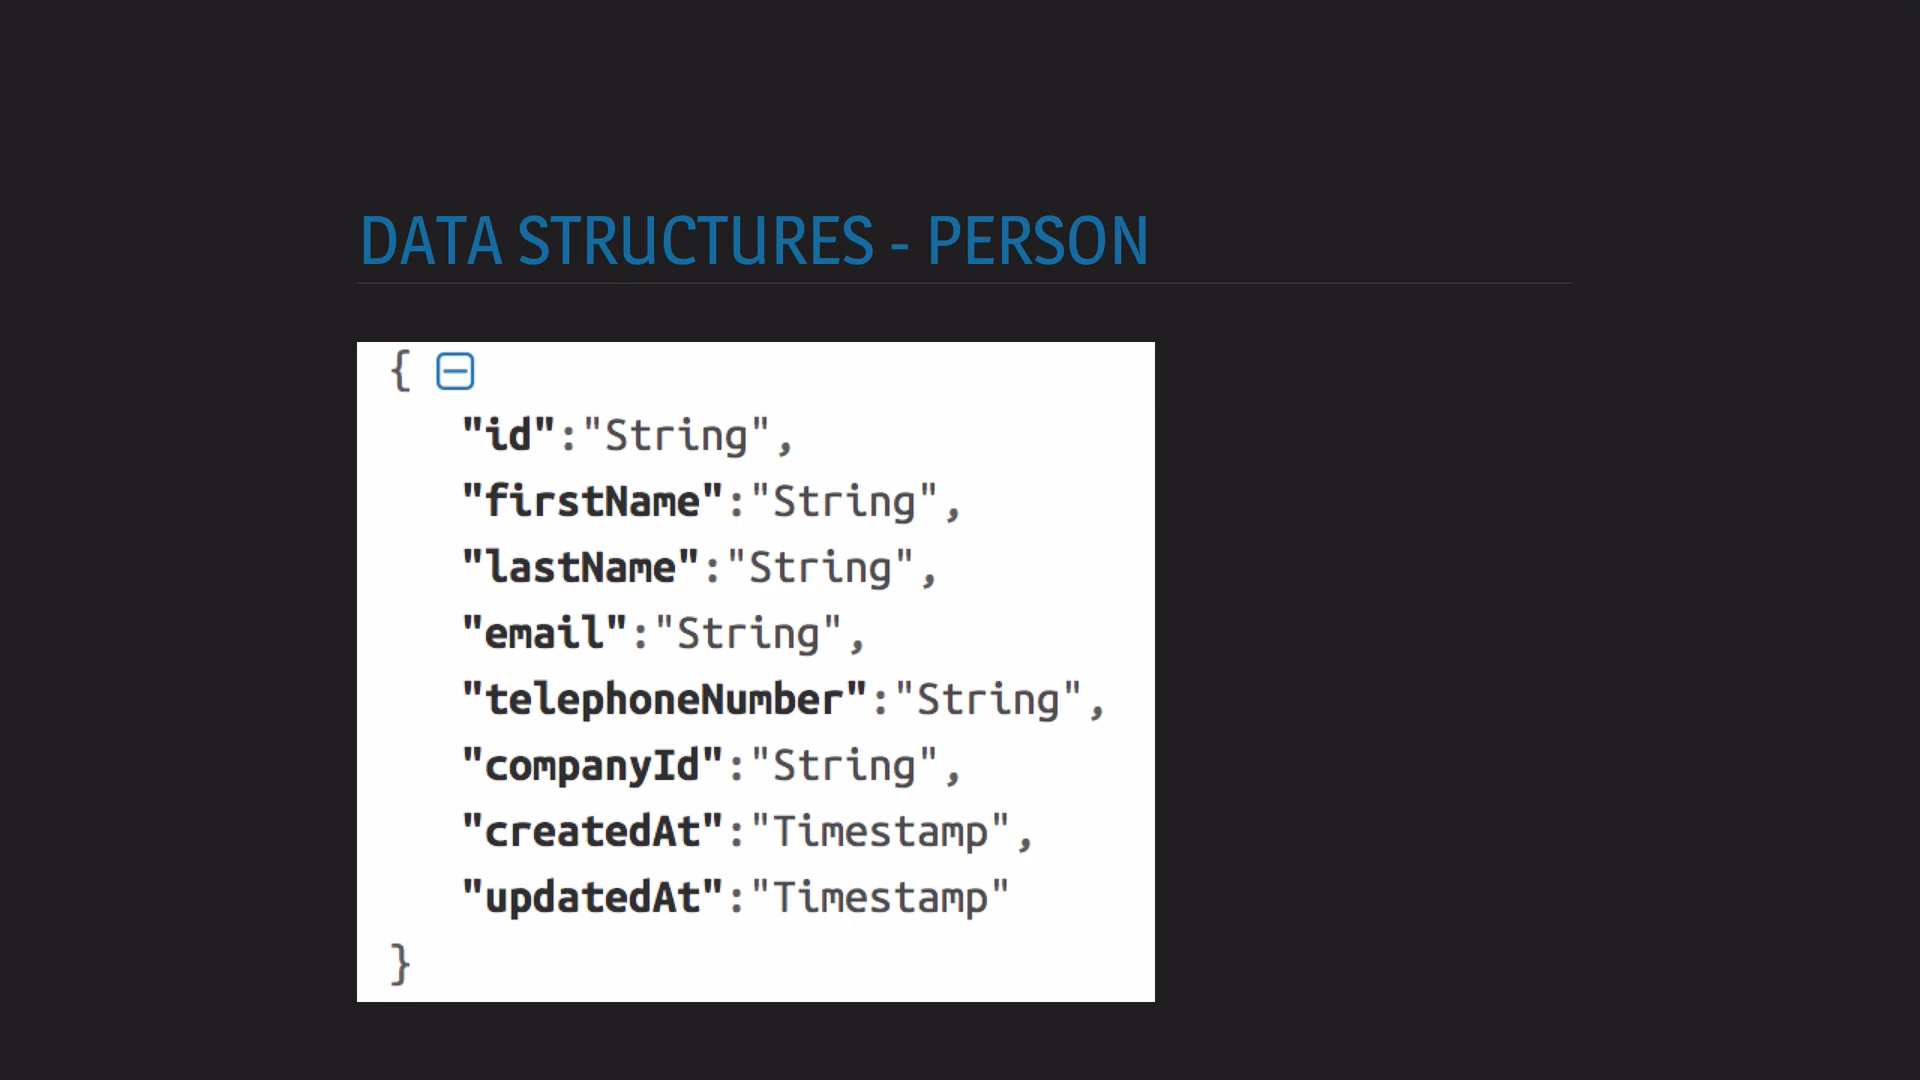 DATA STRUCTURES - PERSON
{
"id":"String",
"firstName":"String",
"lastName":"String",
"email":"String",
"telephoneNumber":"String",
"companyId":"String",
"createdAt":"Timestamp",
"updatedAt":"Timestamp"
}